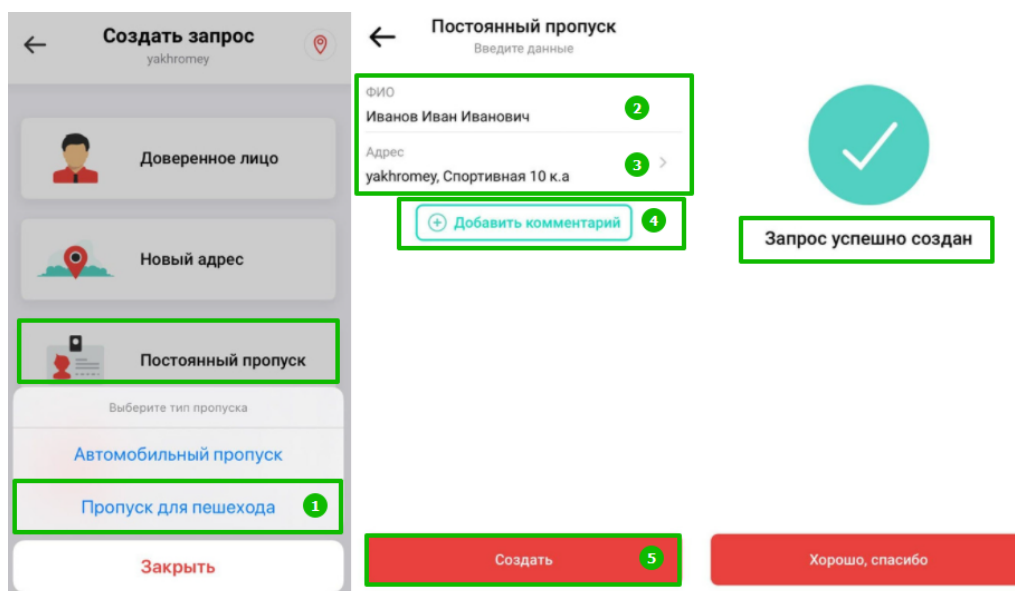 Создать запрос
yakhromey
Доверенное лицо
Новый адрес
Постоянный пропуск
Выберите тип пропуска
Автомобильный пропуск
Пропуск для пешехода 1
Закрыть
Постоянный пропуск
Введите данные
ФИО
Иванов Иван Иванович 2
Адрес
yakhromey, Спортивная 10 к.а 3
Добавить комментарий 4
Создать 5
Запрос успешно создан
Хорошо, спасибо